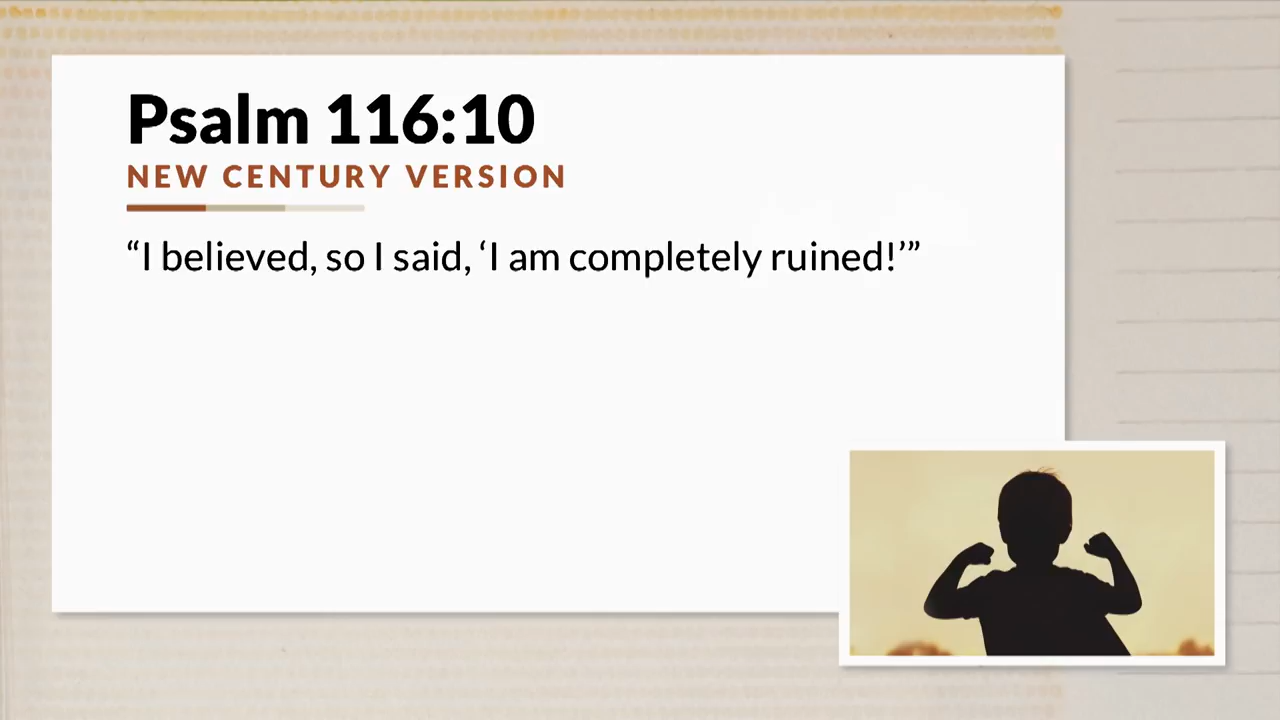 Psalm 116:10
NEW CENTURY VERSION
“I believed, so I said, ‘I am completely ruined!’”